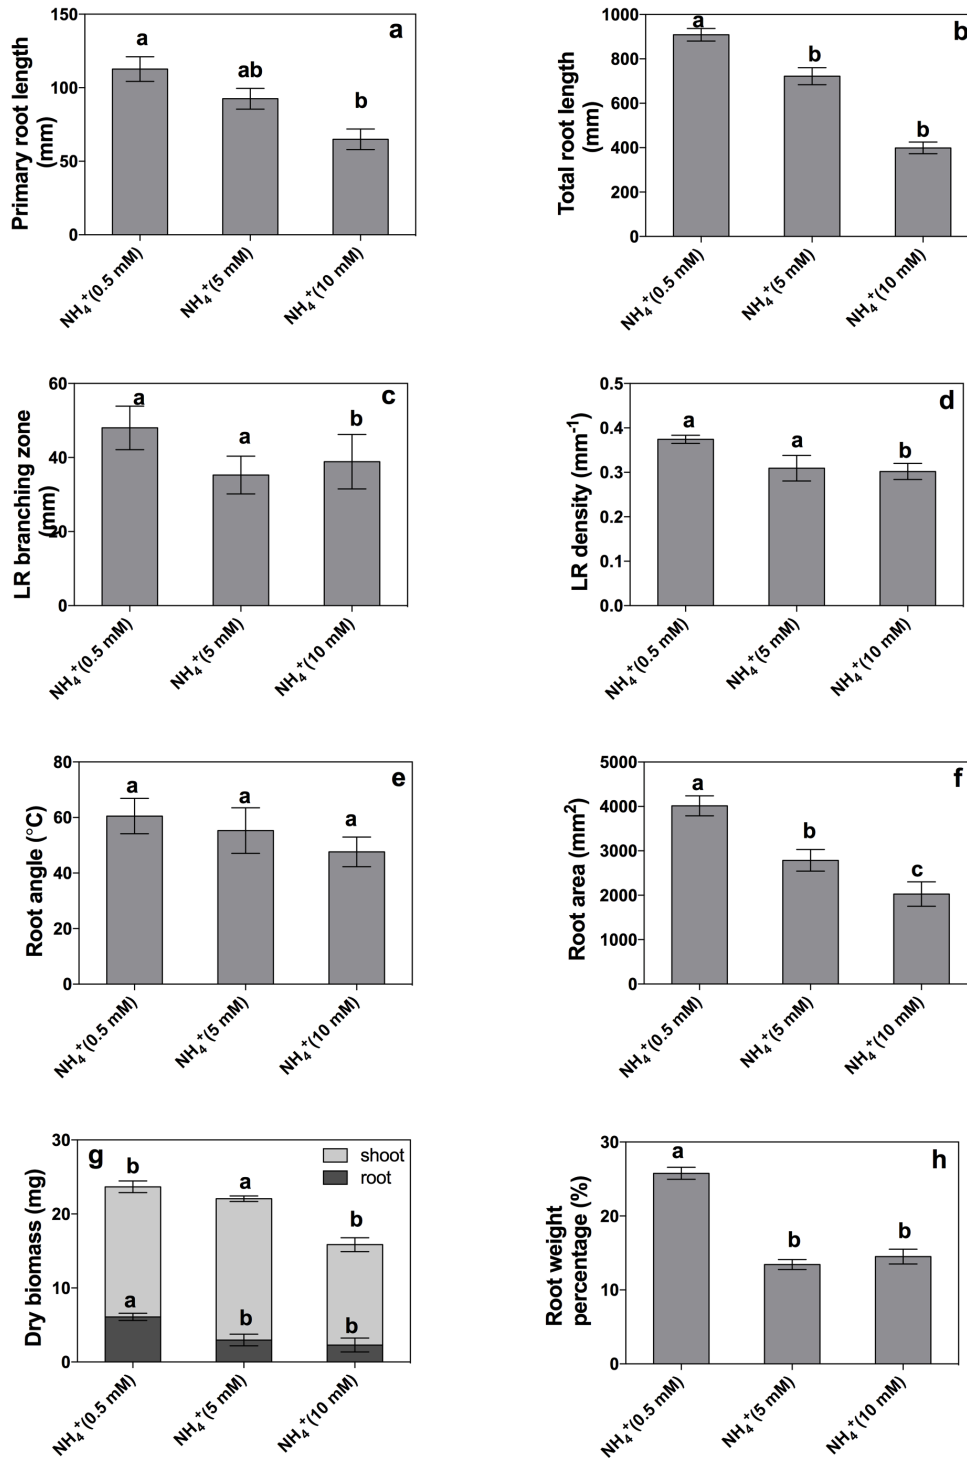 a
Primary root length
(mm)
150
100
50
0
a
ab
b
NH₄⁺(0.5 mM)
NH₄⁺(5 mM)
NH₄⁺(10 mM)
b
Total root length
(mm)
1000
800
600
400
200
0
a
b
b
NH₄⁺(0.5 mM)
NH₄⁺(5 mM)
NH₄⁺(10 mM)
c
LR branching zone
(mm)
60
40
20
0
a
a
b
NH₄⁺(0.5 mM)
NH₄⁺(5 mM)
NH₄⁺(10 mM)
d
LR density (mm⁻¹)
0.5
0.4
0.3
0.2
0.1
0.0
a
a
b
NH₄⁺(0.5 mM)
NH₄⁺(5 mM)
NH₄⁺(10 mM)
e
Root angle (°C)
80
60
40
20
0
a
a
a
NH₄⁺(0.5 mM)
NH₄⁺(5 mM)
NH₄⁺(10 mM)
f
Root area (mm²)
5000
4000
3000
2000
1000
0
a
b
c
NH₄⁺(0.5 mM)
NH₄⁺(5 mM)
NH₄⁺(10 mM)
g
shoot
root
Dry biomass (mg)
30
20
10
0
b
a
b
a
b
b
NH₄⁺(0.5 mM)
NH₄⁺(5 mM)
NH₄⁺(10 mM)
h
Root weight
percentage (%)
30
20
10
0
a
b
b
NH₄⁺(0.5 mM)
NH₄⁺(5 mM)
NH₄⁺(10 mM)